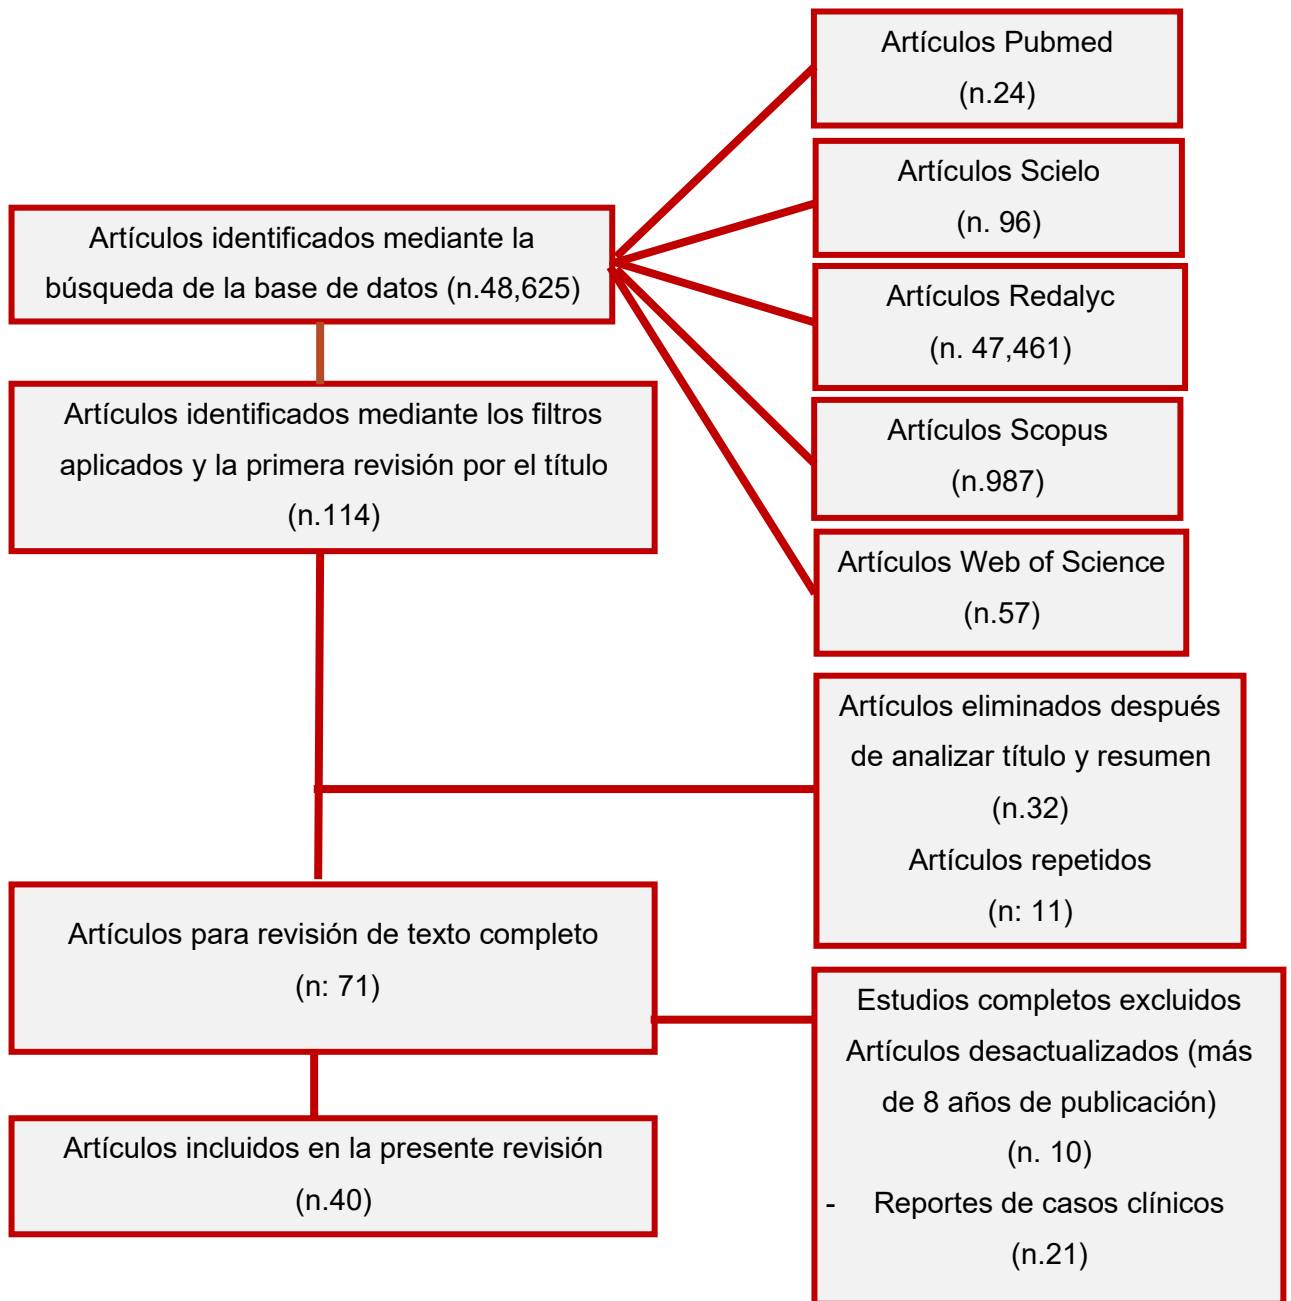 Artículos Pubmed
(n.24)
Artículos Scielo
(n. 96)
Artículos identificados mediante la
búsqueda de la base de datos (n.48,625)
Artículos Redalyc
(n. 47,461)
Artículos identificados mediante los filtros
aplicados y la primera revisión por el título
(n.114)
Artículos Scopus
(n.987)
Artículos Web of Science
(n.57)
Artículos eliminados después
de analizar título y resumen
(n.32)
Artículos repetidos
(n: 11)
Artículos para revisión de texto completo
(n: 71)
Estudios completos excluidos
Artículos desactualizados (más
de 8 años de publicación)
(n. 10)
- Reportes de casos clínicos
(n.21)
Artículos incluidos en la presente revisión
(n.40)